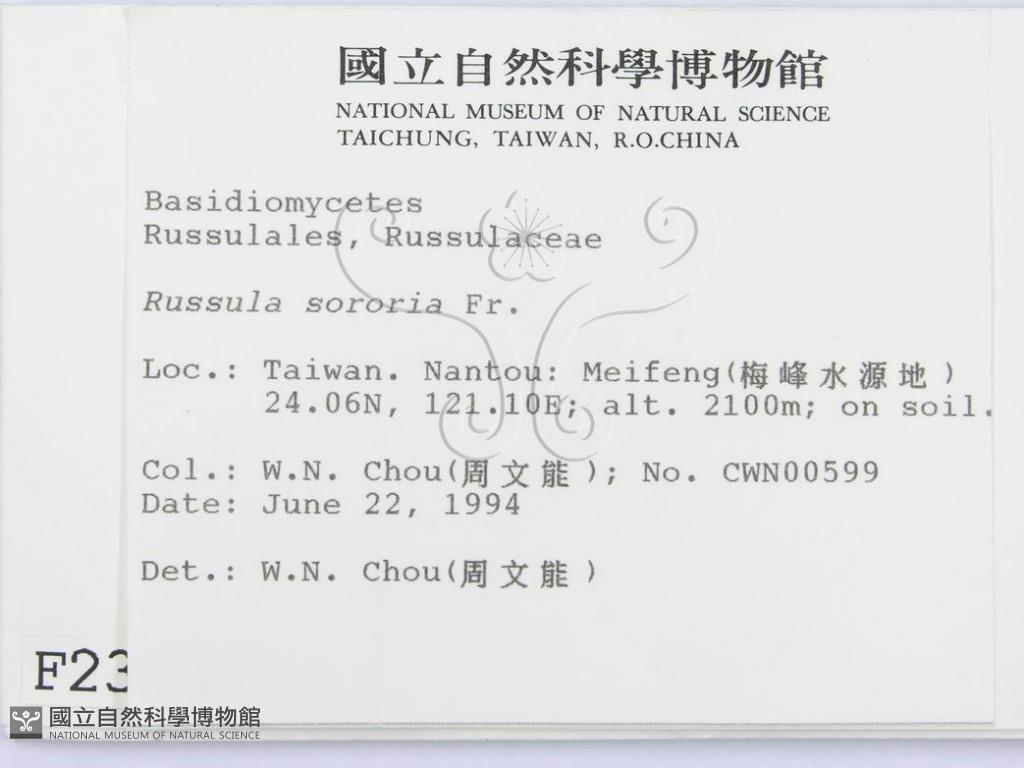 國立自然科學博物館
NATIONAL MUSEUM OF NATURAL SCIENCE
TAICHUNG, TAIWAN, R.O.CHINA
Basidiomycetes
Russulales, Russulaceae
Russula sororia Fr.
Loc.: Taiwan. Nantou: Meifeng(梅峰水源地)
24.06N, 121.10E; alt. 2100m; on soil.
Col.: W.N. Chou(周文能); No. CWN00599
Date: June 22, 1994
Det.: W.N. Chou(周文能)
F23
國立自然科學博物館
NATIONAL MUSEUM OF NATURAL SCIENCE